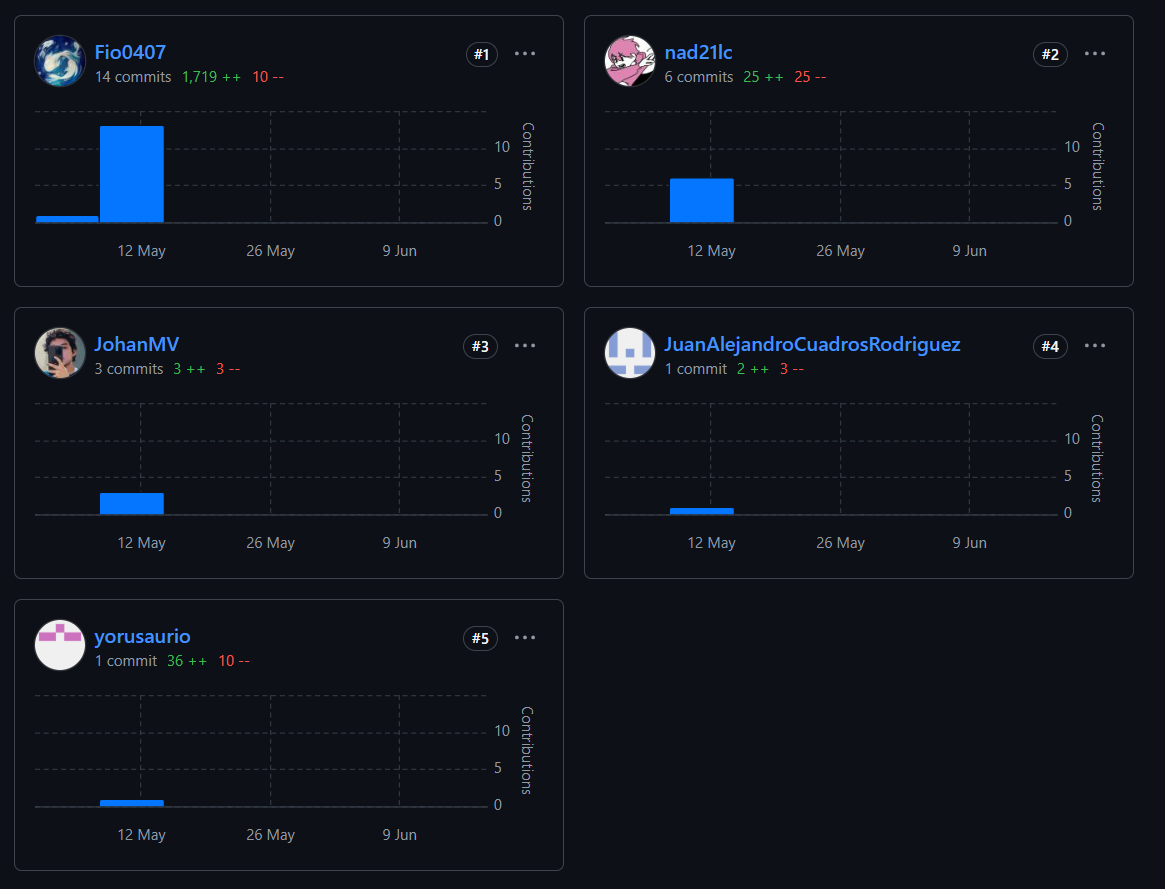 Fio0407 #1 ...
14 commits 1,719 ++ 10 --
10
5
0
Contributions
12 May 26 May 9 Jun
nad21lc #2 ...
6 commits 25 ++ 25 --
10
5
0
Contributions
12 May 26 May 9 Jun
JohanMV #3 ...
3 commits 3 ++ 3 --
10
5
0
Contributions
12 May 26 May 9 Jun
JuanAlejandroCuadrosRodriguez #4 ...
1 commit 2 ++ 3 --
10
5
0
Contributions
12 May 26 May 9 Jun
yorusaurio #5 ...
1 commit 36 ++ 10 --
10
5
0
Contributions
12 May 26 May 9 Jun